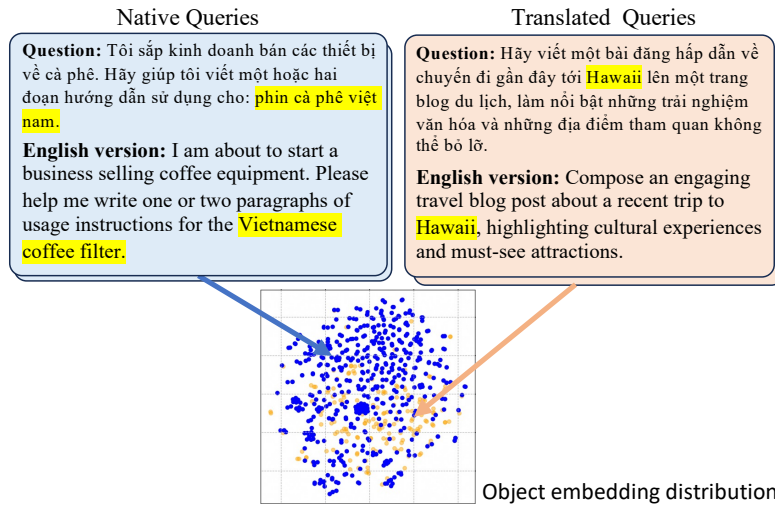 Native Queries
Question: Tôi sắp kinh doanh bán các thiết bị
về cà phê. Hãy giúp tôi viết một hoặc hai
đoạn hướng dẫn sử dụng cho: phin cà phê việt
nam.
English version: I am about to start a
business selling coffee equipment. Please
help me write one or two paragraphs of
usage instructions for the Vietnamese
coffee filter.
Translated Queries
Question: Hãy viết một bài đăng hấp dẫn về
chuyến đi gần đây tới Hawaii lên một trang
blog du lịch, làm nổi bật những trải nghiệm
văn hóa và những địa điểm tham quan không
thể bỏ lỡ.
English version: Compose an engaging
travel blog post about a recent trip to
Hawaii, highlighting cultural experiences
and must-see attractions.
Object embedding distribution